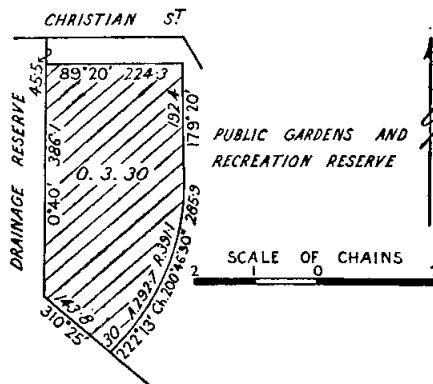 CHRISTIAN ST
45.5
89°20' 224.3
192.4
179°20'
DRAINAGE RESERVE
386.1
0°40'
0. 3. 30
PUBLIC GARDENS AND
RECREATION RESERVE
285.9
SCALE OF CHAINS
2 1 0
143.8
310°25'
30—A.292.7 R.391.1
222°13' Ch.200°46'30"